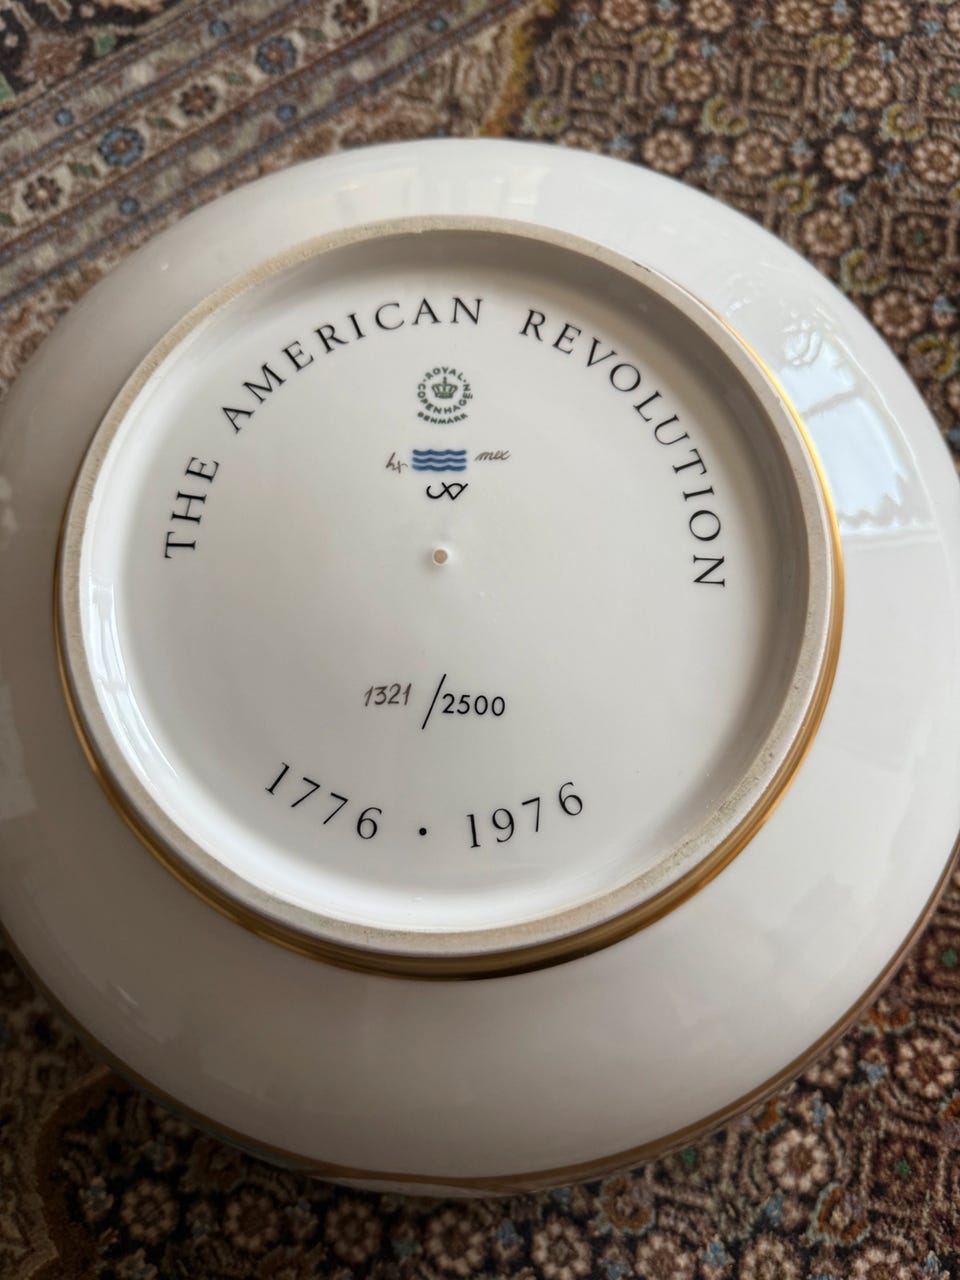 THE AMERICAN REVOLUTION
ROYAL COPENHAGEN
DENMARK
1321 /2500
1776 · 1976